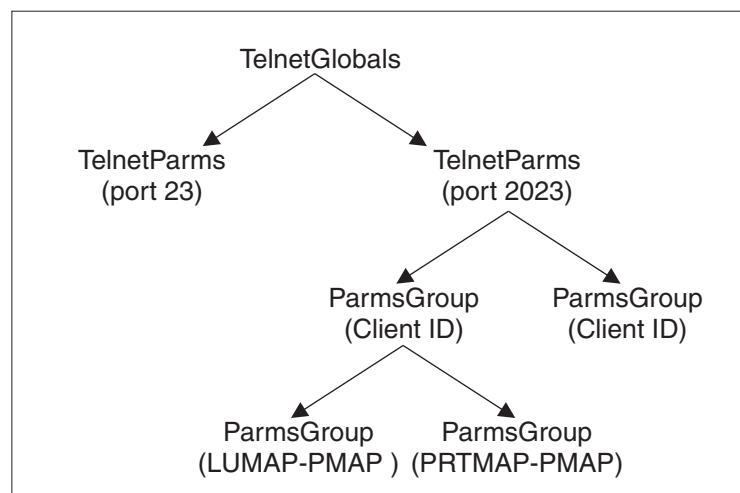 TelnetGlobals
TelnetParms
(port 23)
TelnetParms
(port 2023)
ParmsGroup
(Client ID)
ParmsGroup
(Client ID)
ParmsGroup
(LUMAP-PMAP )
ParmsGroup
(PRTMAP-PMAP)